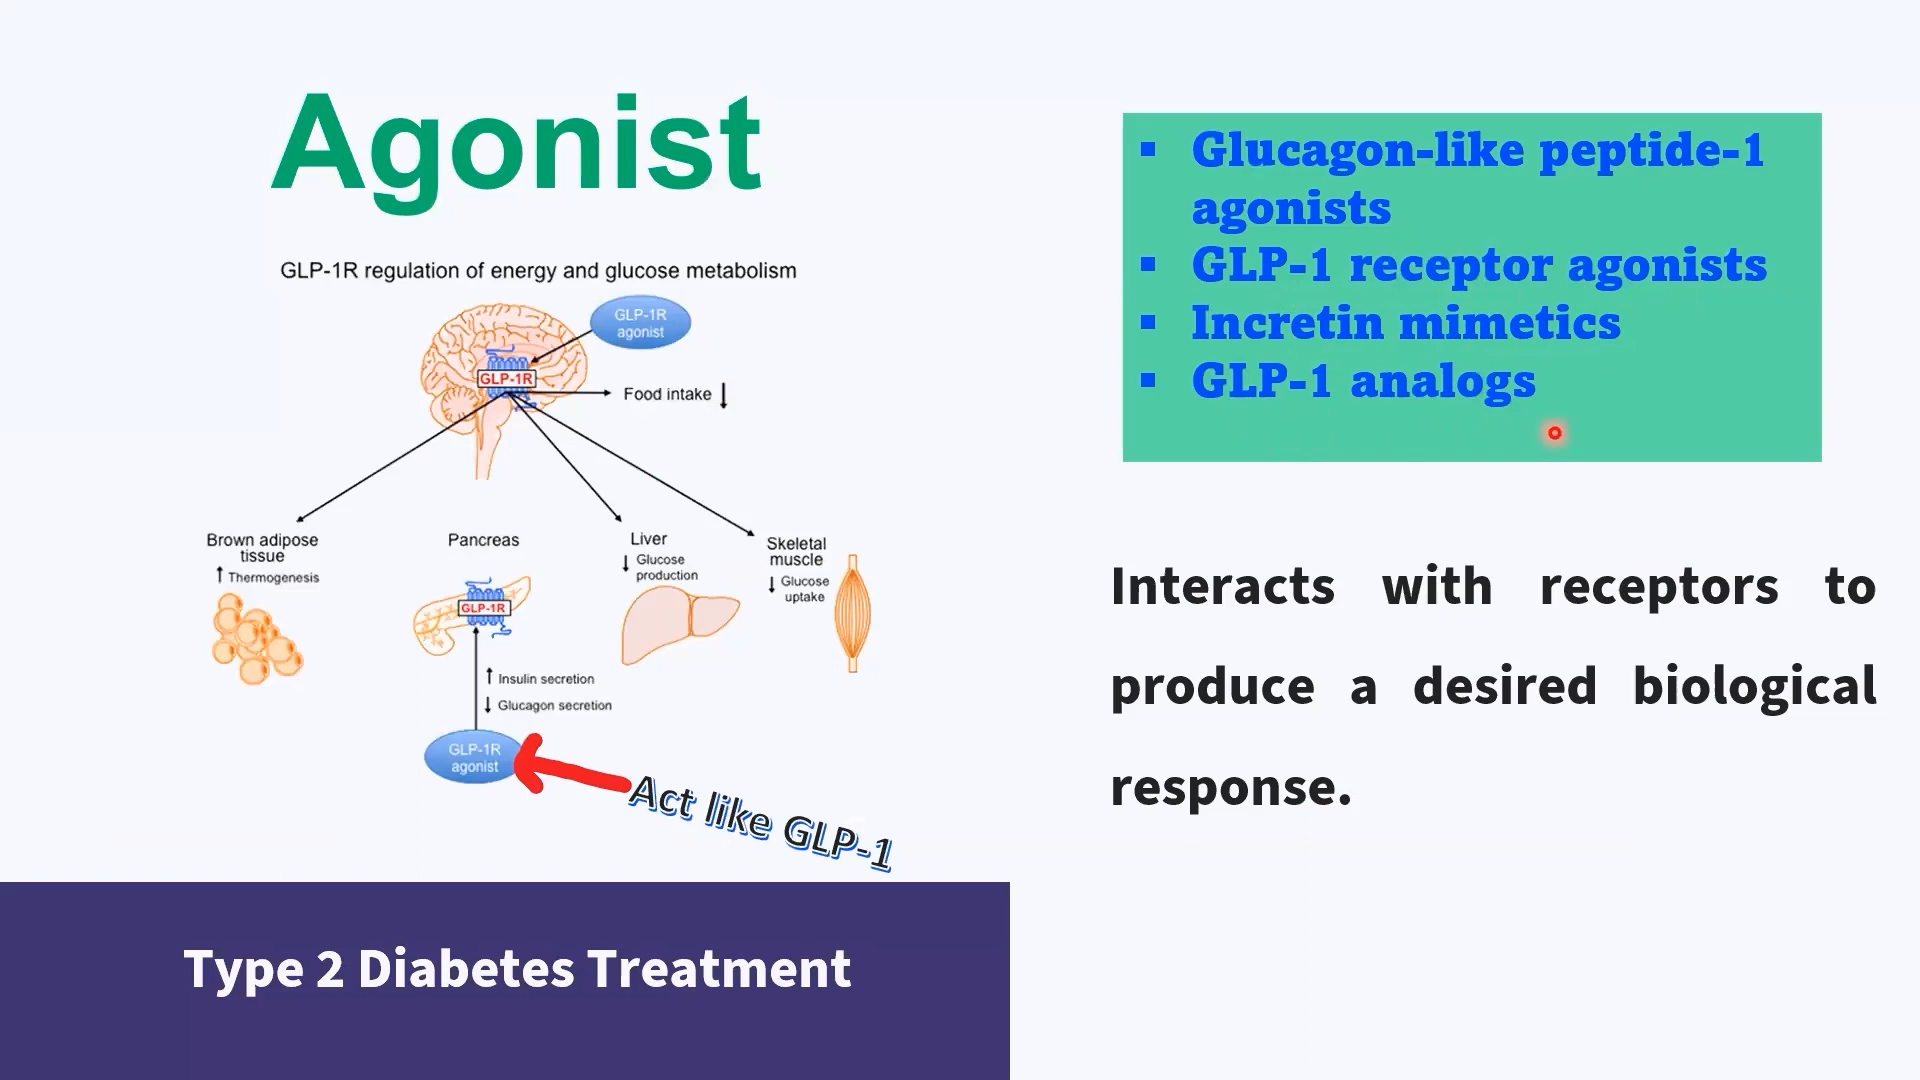 Agonist
GLP-1R regulation of energy and glucose metabolism
GLP-1R
agonist
GLP-1R
Food intake ↓
Brown adipose
tissue
↑ Thermogenesis
Pancreas
GLP-1R
↑ Insulin secretion
↓ Glucagon secretion
GLP-1R
agonist
Liver
↓ Glucose
production
Skeletal
muscle
↓ Glucose
uptake
Act like GLP-1
Type 2 Diabetes Treatment
▪ Glucagon-like peptide-1
agonists
▪ GLP-1 receptor agonists
▪ Incretin mimetics
▪ GLP-1 analogs
Interacts with receptors to
produce a desired biological
response.